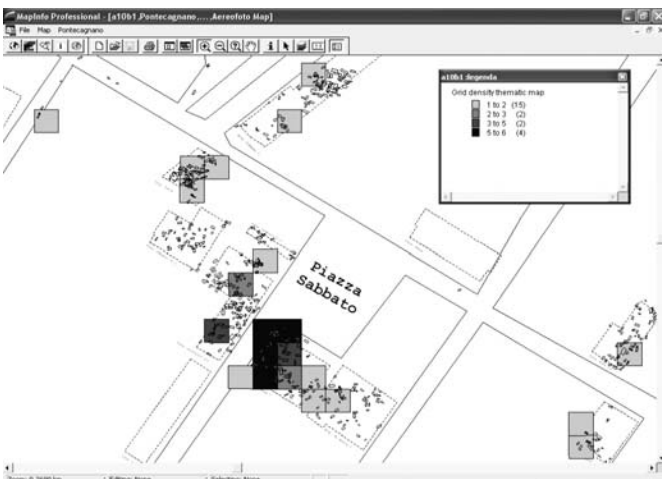 MapInfo Professional - [a10b1,Pontecagnano,...,Aereofoto Map]
File Map Pontecagnano
a10b1:legenda
Grid density thematic map
1 to 2 (15)
2 to 3 (2)
3 to 5 (2)
5 to 6 (4)
Piazza
Sabbato